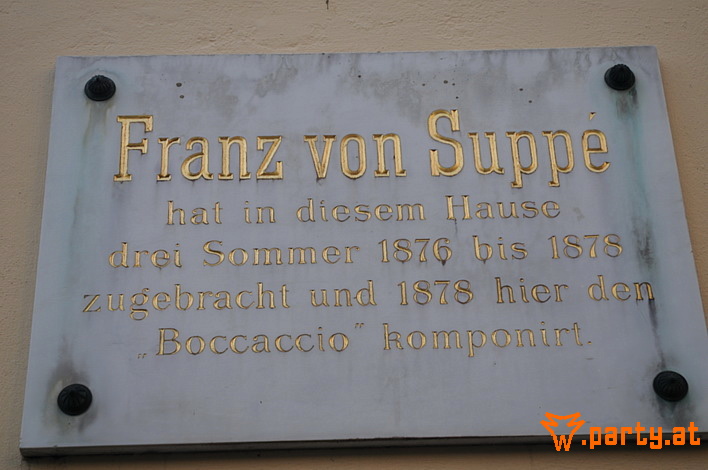 Franz von Suppé
hat in diesem Hause
drei Sommer 1876 bis 1878
zugebracht und 1878 hier den
„Boccaccio" komponirt.
w.party.at